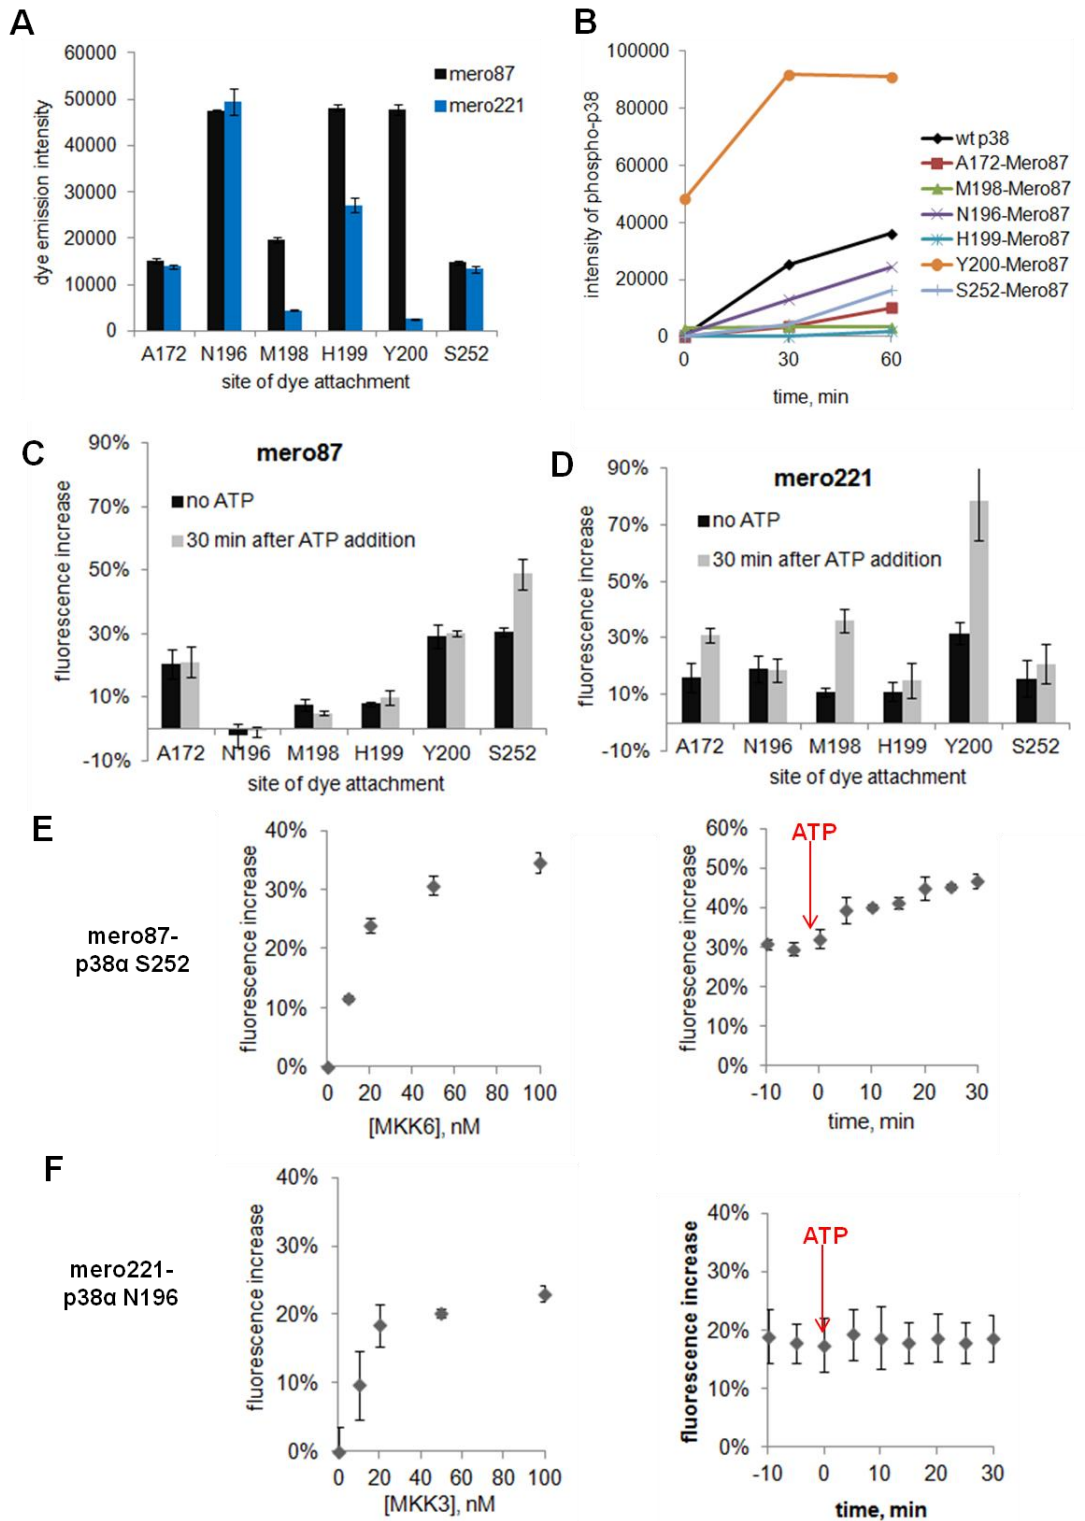 A
60000
50000
40000
30000
20000
10000
0
dye emission intensity
mero87
mero221
A172 N196 M198 H199 Y200 S252
site of dye attachment
B
100000
80000
60000
40000
20000
0
intensity of phospho-p38
0 30 60
time, min
wt p38
A172-Mero87
M198-Mero87
N196-Mero87
H199-Mero87
Y200-Mero87
S252-Mero87
C
mero87
90%
70%
50%
30%
10%
-10%
fluorescence increase
no ATP
30 min after ATP addition
A172 N196 M198 H199 Y200 S252
site of dye attachment
D
mero221
90%
70%
50%
30%
10%
-10%
fluorescence increase
no ATP
30 min after ATP addition
A172 N196 M198 H199 Y200 S252
site of dye attachment
E
mero87-
p38α S252
40%
30%
20%
10%
0%
fluorescence increase
0 20 40 60 80 100
[MKK6], nM
60%
50%
40%
30%
20%
10%
0%
fluorescence increase
ATP
-10 0 10 20 30
time, min
F
mero221-
p38α N196
40%
30%
20%
10%
0%
fluorescence increase
0 20 40 60 80 100
[MKK3], nM
40%
30%
20%
10%
0%
fluorescence increase
ATP
-10 0 10 20 30
time, min